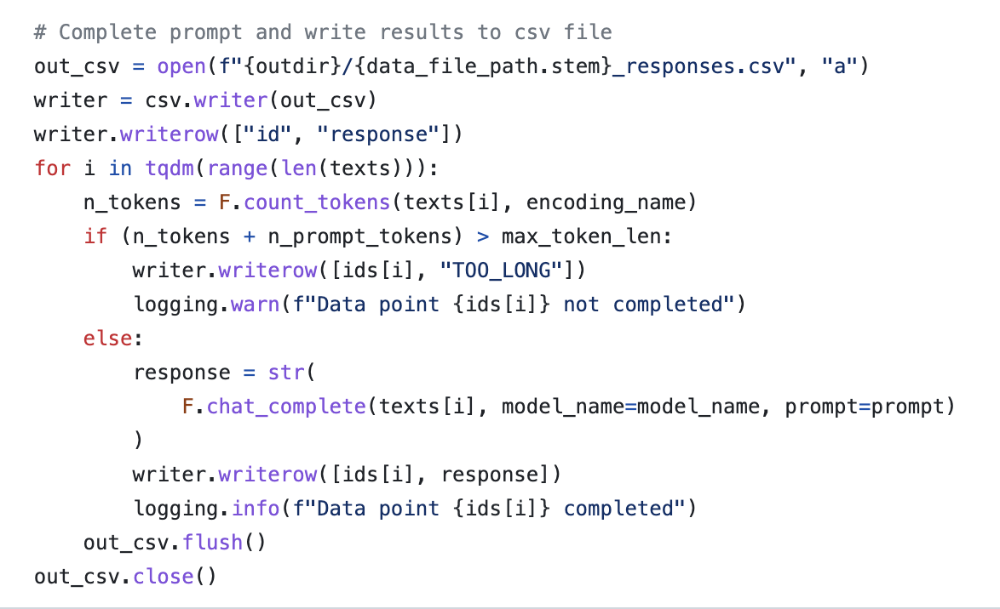 # Complete prompt and write results to csv file
out_csv = open(f"{outdir}/{data_file_path.stem}_responses.csv", "a")
writer = csv.writer(out_csv)
writer.writerow(["id", "response"])
for i in tqdm(range(len(texts))):
    n_tokens = F.count_tokens(texts[i], encoding_name)
    if (n_tokens + n_prompt_tokens) > max_token_len:
        writer.writerow([ids[i], "TOO_LONG"])
        logging.warn(f"Data point {ids[i]} not completed")
    else:
        response = str(
            F.chat_complete(texts[i], model_name=model_name, prompt=prompt)
        )
        writer.writerow([ids[i], response])
        logging.info(f"Data point {ids[i]} completed")
    out_csv.flush()
out_csv.close()